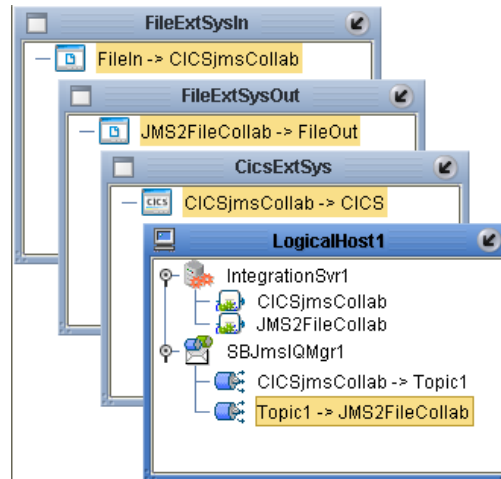 FileExtSysIn
FileIn -> CICSjmsCollab
FileExtSysOut
JMS2FileCollab -> FileOut
CicsExtSys
CICS CICSjmsCollab -> CICS
LogicalHost1
IntegrationSvr1
CICSjmsCollab
JMS2FileCollab
SBJmsIQMgr1
CICSjmsCollab -> Topic1
Topic1 -> JMS2FileCollab